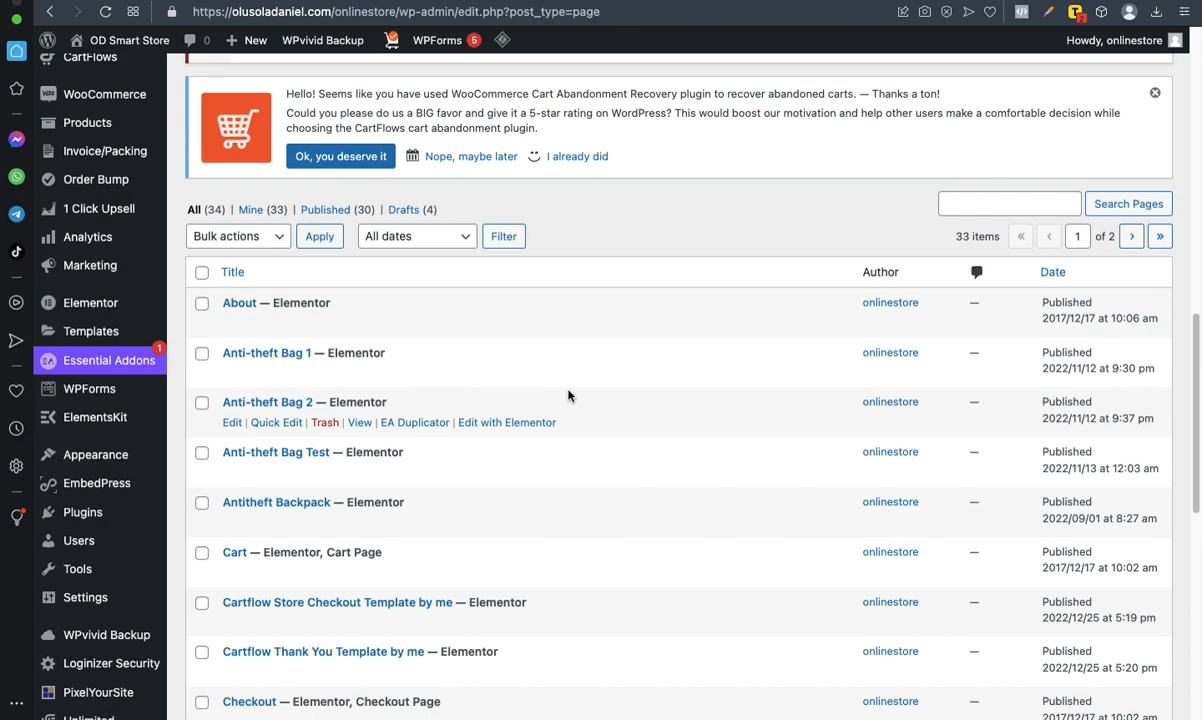 https://olusoladaniel.com/onlinestore/wp-admin/edit.php?post_type=page
OD Smart Store
0
New
WPvivid Backup
WPForms 5
Howdy, onlinestore
CartFlows
WooCommerce
Products
Invoice/Packing
Order Bump
1 Click Upsell
Analytics
Marketing
Elementor
Templates
Essential Addons 1
WPForms
ElementsKit
Appearance
EmbedPress
Plugins
Users
Tools
Settings
WPvivid Backup
Loginizer Security
PixelYourSite
Unlimited
Hello! Seems like you have used WooCommerce Cart Abandonment Recovery plugin to recover abandoned carts. — Thanks a ton!
Could you please do us a BIG favor and give it a 5-star rating on WordPress? This would boost our motivation and help other users make a comfortable decision while
choosing the CartFlows cart abandonment plugin.
Ok, you deserve it
Nope, maybe later
I already did
All (34) | Mine (33) | Published (30) | Drafts (4)
Search Pages
Bulk actions
Apply
All dates
Filter
33 items « ‹ 1 of 2 › »
Title Author Date
About — Elementor onlinestore — Published
2017/12/17 at 10:06 am
Anti-theft Bag 1 — Elementor onlinestore — Published
2022/11/12 at 9:30 pm
Anti-theft Bag 2 — Elementor onlinestore — Published
Edit | Quick Edit | Trash | View | EA Duplicator | Edit with Elementor 2022/11/12 at 9:37 pm
Anti-theft Bag Test — Elementor onlinestore — Published
2022/11/13 at 12:03 am
Antitheft Backpack — Elementor onlinestore — Published
2022/09/01 at 8:27 am
Cart — Elementor, Cart Page onlinestore — Published
2017/12/17 at 10:02 am
Cartflow Store Checkout Template by me — Elementor onlinestore — Published
2022/12/25 at 5:19 pm
Cartflow Thank You Template by me — Elementor onlinestore — Published
2022/12/25 at 5:20 pm
Checkout — Elementor, Checkout Page onlinestore — Published
2017/12/17 at 10:02 am